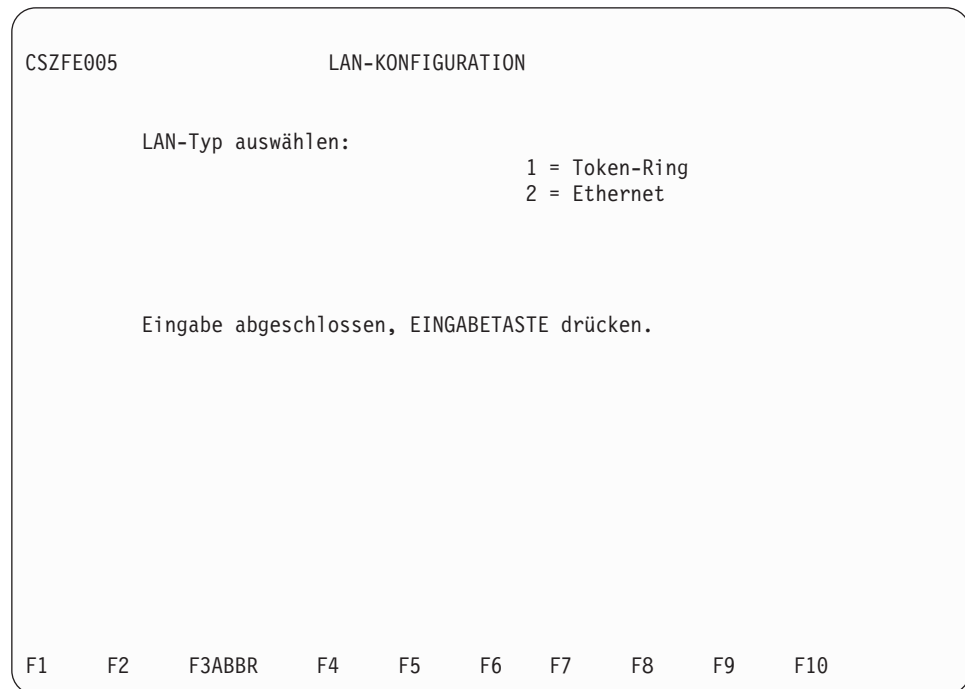 CSZFE005 LAN-KONFIGURATION
LAN-Typ auswählen:
1 = Token-Ring
2 = Ethernet
Eingabe abgeschlossen, EINGABETASTE drücken.
F1 F2 F3ABBR F4 F5 F6 F7 F8 F9 F10